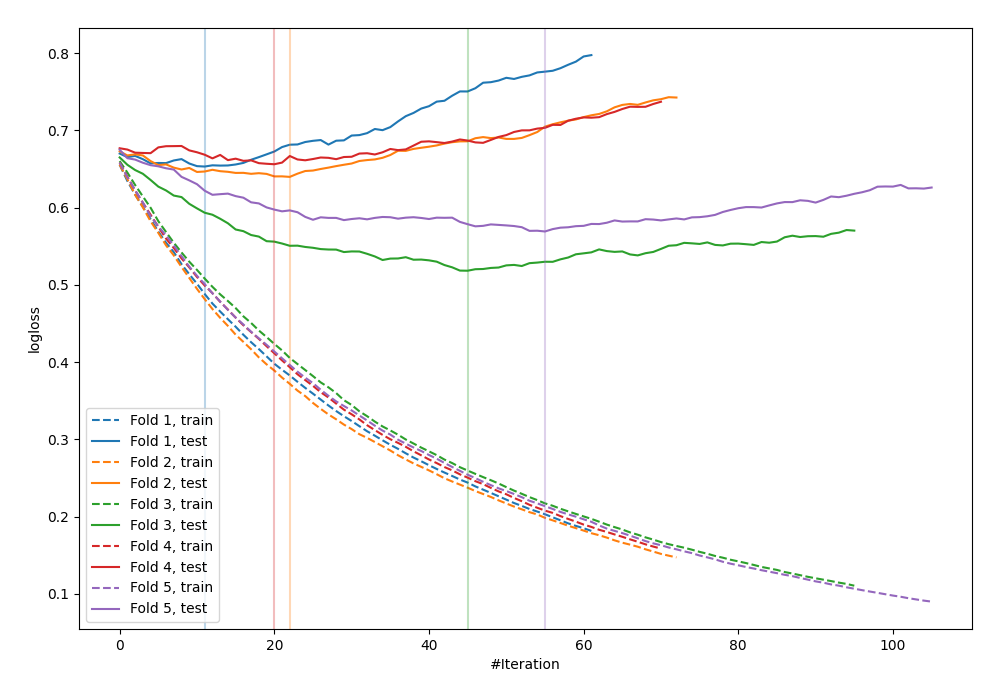 0.8
0.7
0.6
0.5
0.4
0.3
0.2
0.1
logloss
Fold 1, train
Fold 1, test
Fold 2, train
Fold 2, test
Fold 3, train
Fold 3, test
Fold 4, train
Fold 4, test
Fold 5, train
Fold 5, test
0 20 40 60 80 100
#Iteration